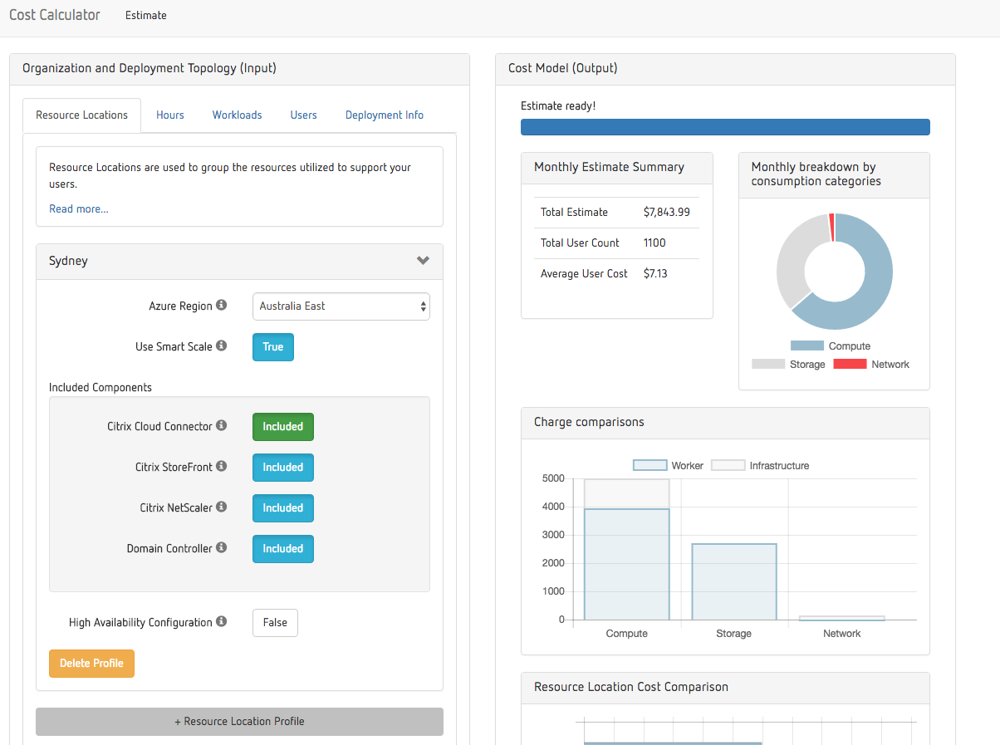 Cost Calculator
Estimate
Organization and Deployment Topology (Input)
Resource Locations
Hours
Workloads
Users
Deployment Info
Resource Locations are used to group the resources utilized to support your
users.
Read more...
Sydney
Azure Region
Australia East
Use Smart Scale
True
Included Components
Citrix Cloud Connector
Included
Citrix StoreFront
Included
Citrix NetScaler
Included
Domain Controller
Included
High Availability Configuration
False
Delete Profile
+ Resource Location Profile
Cost Model (Output)
Estimate ready!
Monthly Estimate Summary
Total Estimate $7,843.99
Total User Count 1100
Average User Cost $7.13
Monthly breakdown by
consumption categories
Compute
Storage
Network
Charge comparisons
Worker
Infrastructure
5000
4000
3000
2000
1000
0
Compute
Storage
Network
Resource Location Cost Comparison